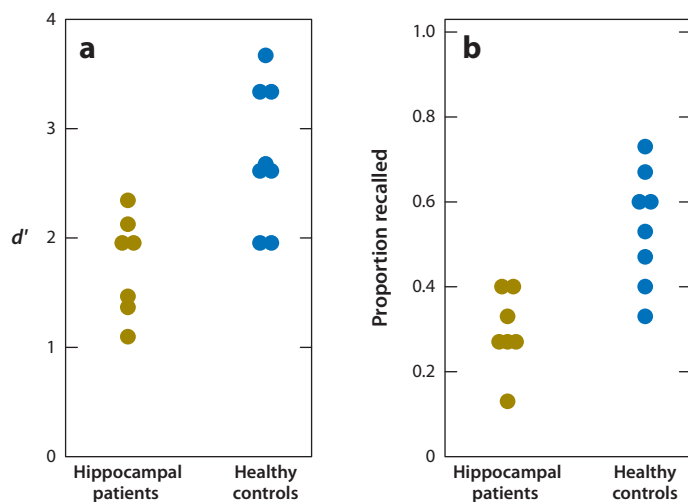 a
4
3
2
1
0
d'
Hippocampal
patients
Healthy
controls
b
1.0
0.8
0.6
0.4
0.2
0
Proportion recalled
Hippocampal
patients
Healthy
controls